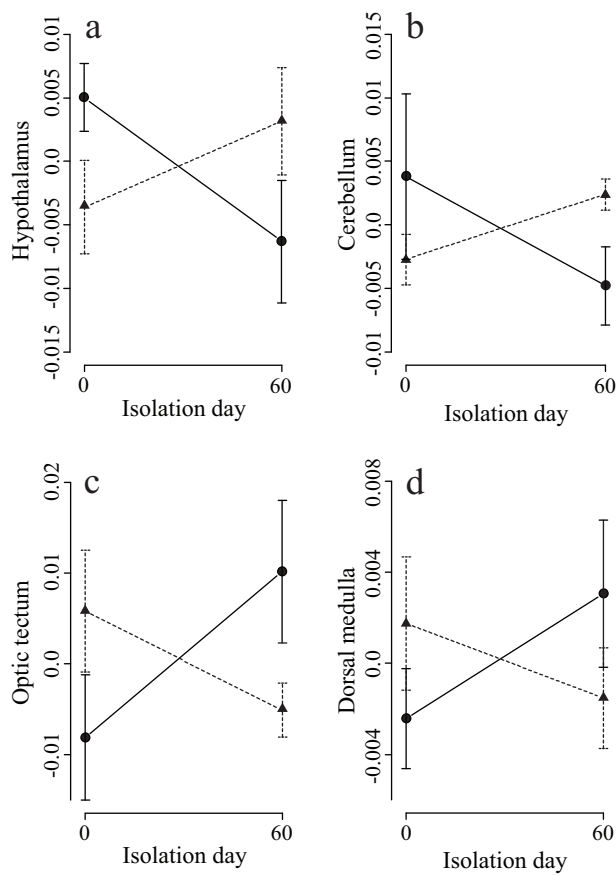 a
0.01
0.005
0.0
-0.005
-0.01
-0.015
Hypothalamus
0
60
Isolation day
b
0.015
0.01
0.005
0.0
-0.005
-0.01
Cerebellum
0
60
Isolation day
c
0.02
0.01
0.0
-0.01
Optic tectum
0
60
Isolation day
d
0.008
0.004
0.0
-0.004
Dorsal medulla
0
60
Isolation day